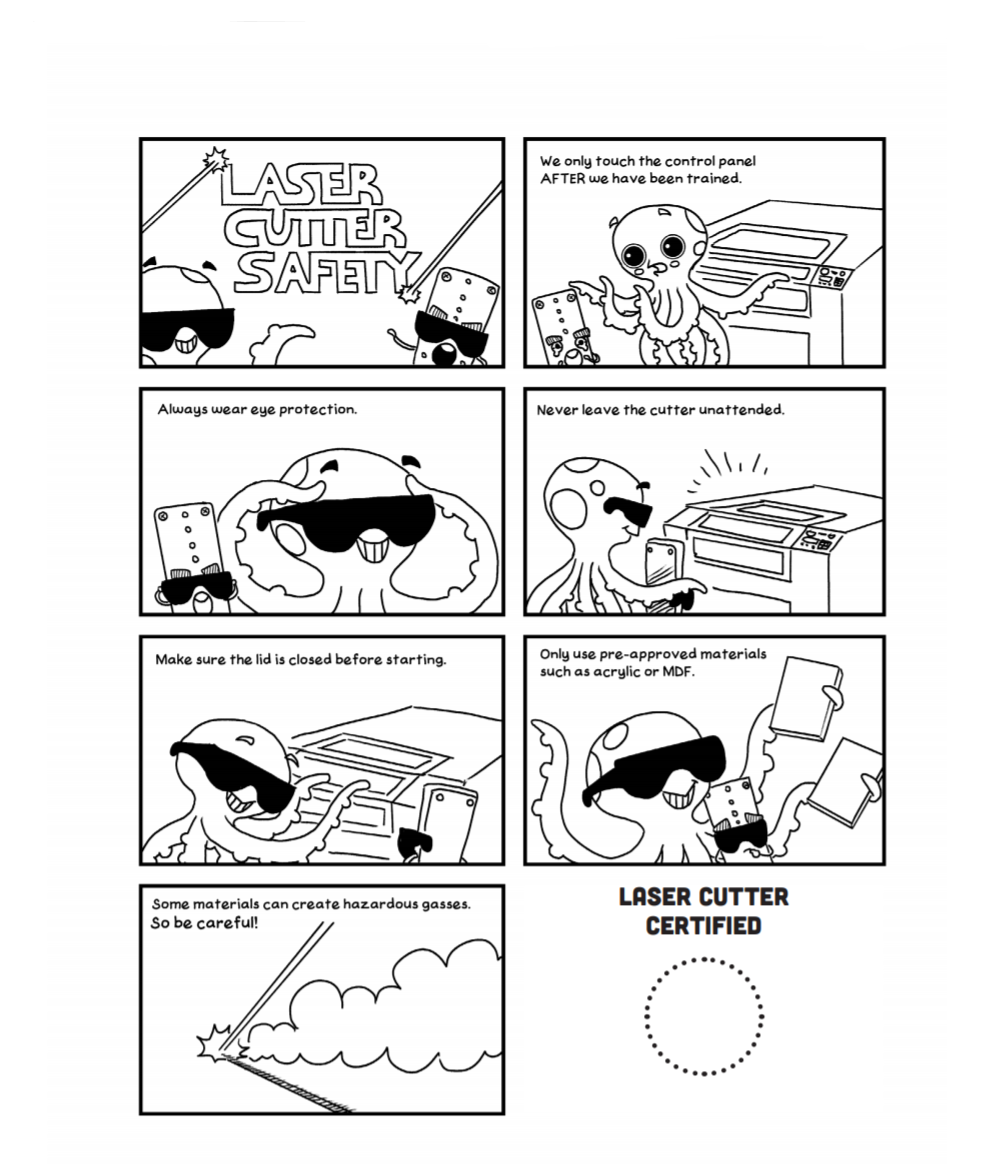 LASER
CUTTER
SAFETY
We only touch the control panel
AFTER we have been trained.
Always wear eye protection.
Never leave the cutter unattended.
Make sure the lid is closed before starting.
Only use pre-approved materials
such as acrylic or MDF.
Some materials can create hazardous gasses.
So be careful!
LASER CUTTER
CERTIFIED